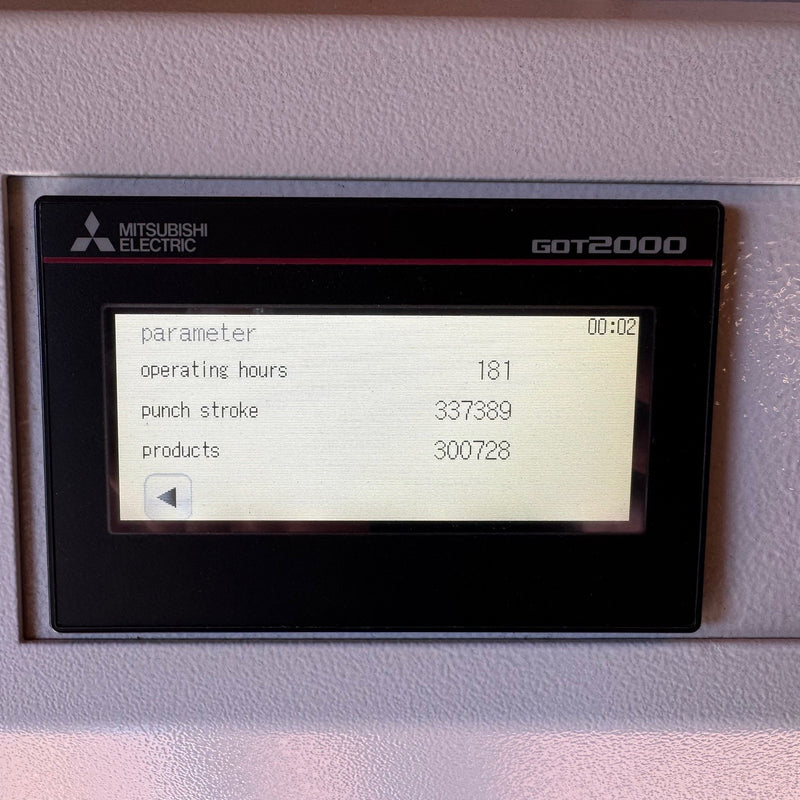 MITSUBISHI
ELECTRIC
GOT2000
parameter
00:02
operating hours 181
punch stroke 337389
products 300728